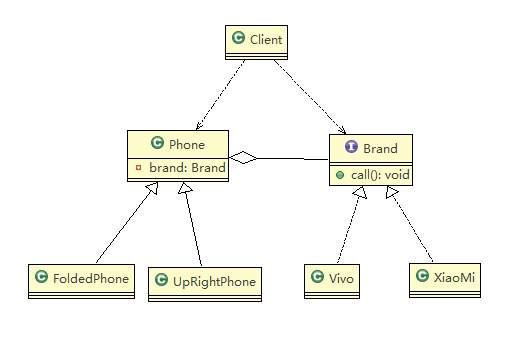 C Client
C Phone
brand: Brand
I Brand
call(): void
C FoldedPhone
C UpRightPhone
C Vivo
C XiaoMi